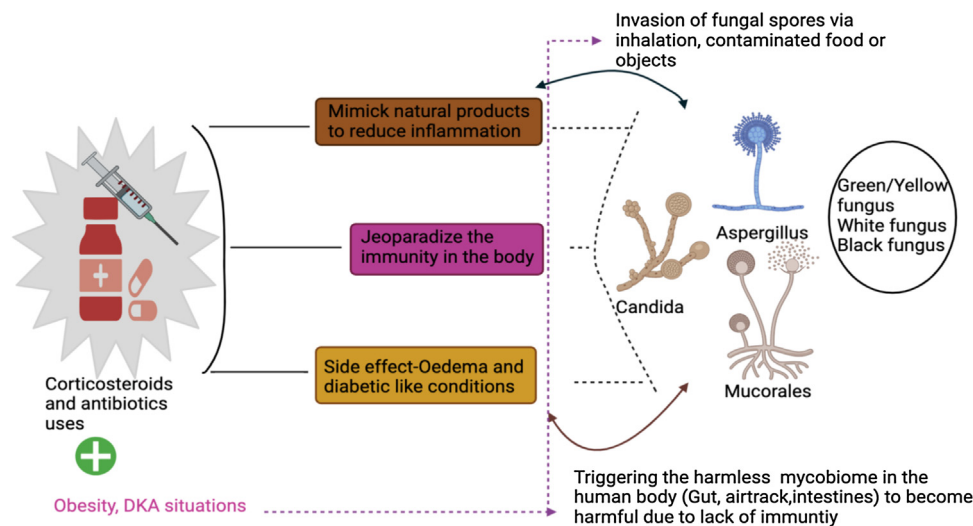 Invasion of fungal spores via
inhalation, contaminated food or
objects
Mimick natural products
to reduce inflammation
Jeoparadize the
immunity in the body
Side effect-Oedema and
diabetic like conditions
Corticosteroids
and antibiotics
uses
Obesity, DKA situations
Aspergillus
Candida
Mucorales
Green/Yellow
fungus
White fungus
Black fungus
Triggering the harmless mycobiome in the
human body (Gut, airtrack,intestines) to become
harmful due to lack of immuntiy